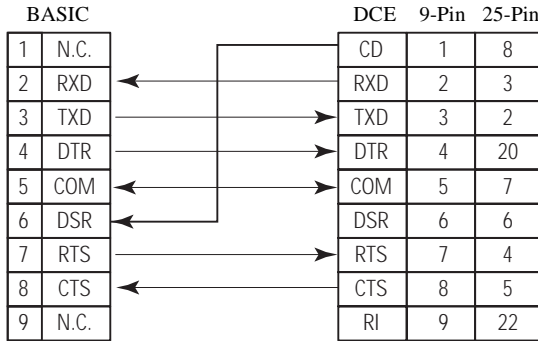 BASIC DCE 9-Pin 25-Pin
1 N.C. CD 1 8
2 RXD RXD 2 3
3 TXD TXD 3 2
4 DTR DTR 4 20
5 COM COM 5 7
6 DSR DSR 6 6
7 RTS RTS 7 4
8 CTS CTS 8 5
9 N.C. RI 9 22